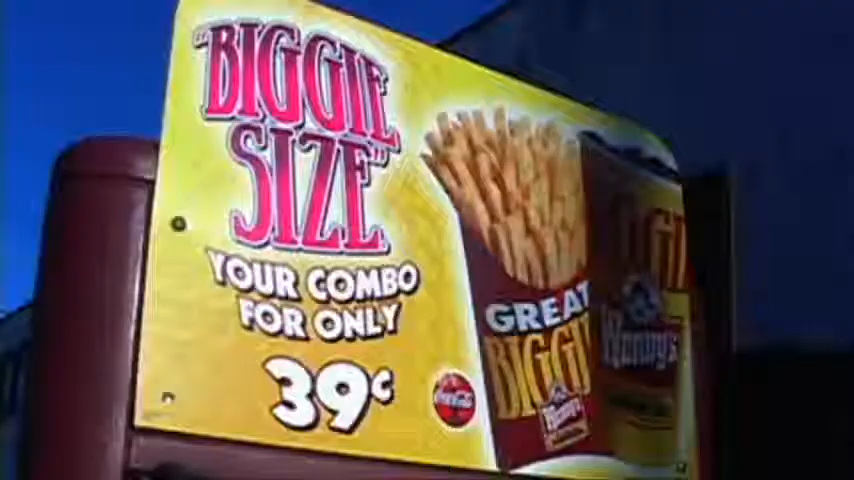 "BIGGIE
SIZE"
YOUR COMBO
FOR ONLY
39¢
Coca-Cola
GREAT
BIGGIE
Wendy's
Wendy's